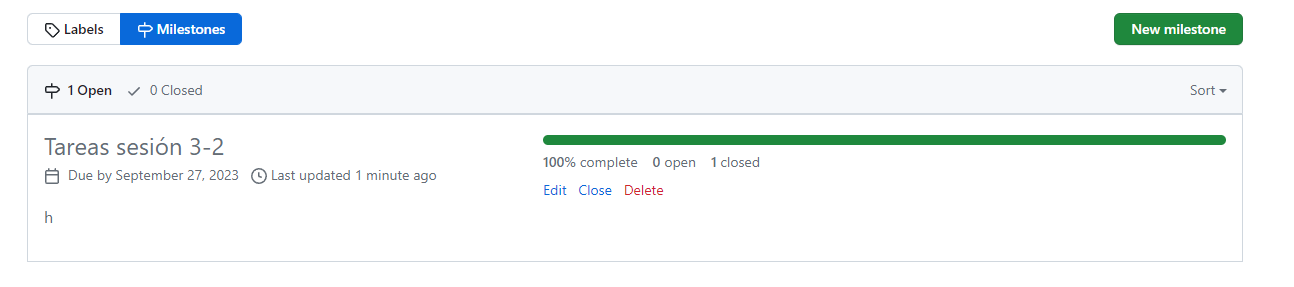 Labels Milestones New milestone
1 Open 0 Closed Sort
Tareas sesión 3-2
Due by September 27, 2023 Last updated 1 minute ago
h
100% complete 0 open 1 closed
Edit Close Delete